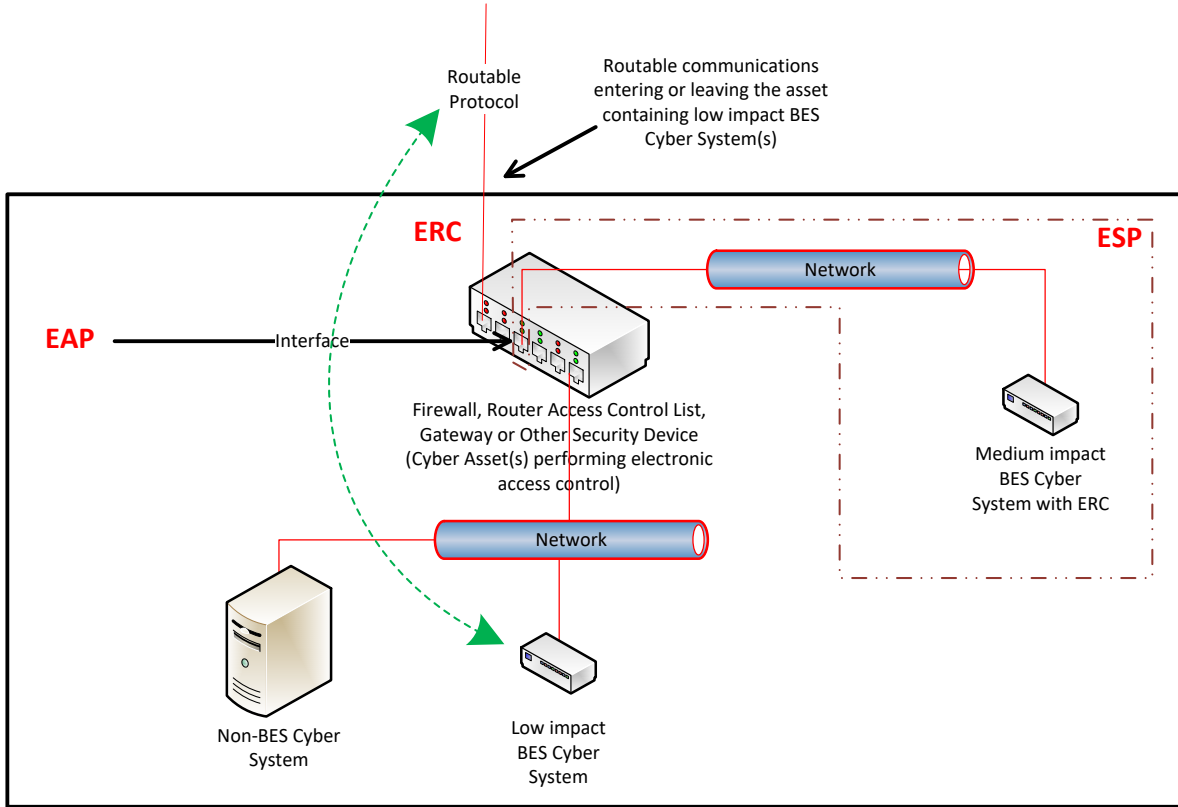 Routable
Protocol
Routable communications
entering or leaving the asset
containing low impact BES
Cyber System(s)
ERC
ESP
Network
EAP
Interface
Firewall, Router Access Control List,
Gateway or Other Security Device
(Cyber Asset(s) performing electronic
access control)
Medium impact
BES Cyber
System with ERC
Network
Non-BES Cyber
System
Low impact
BES Cyber
System